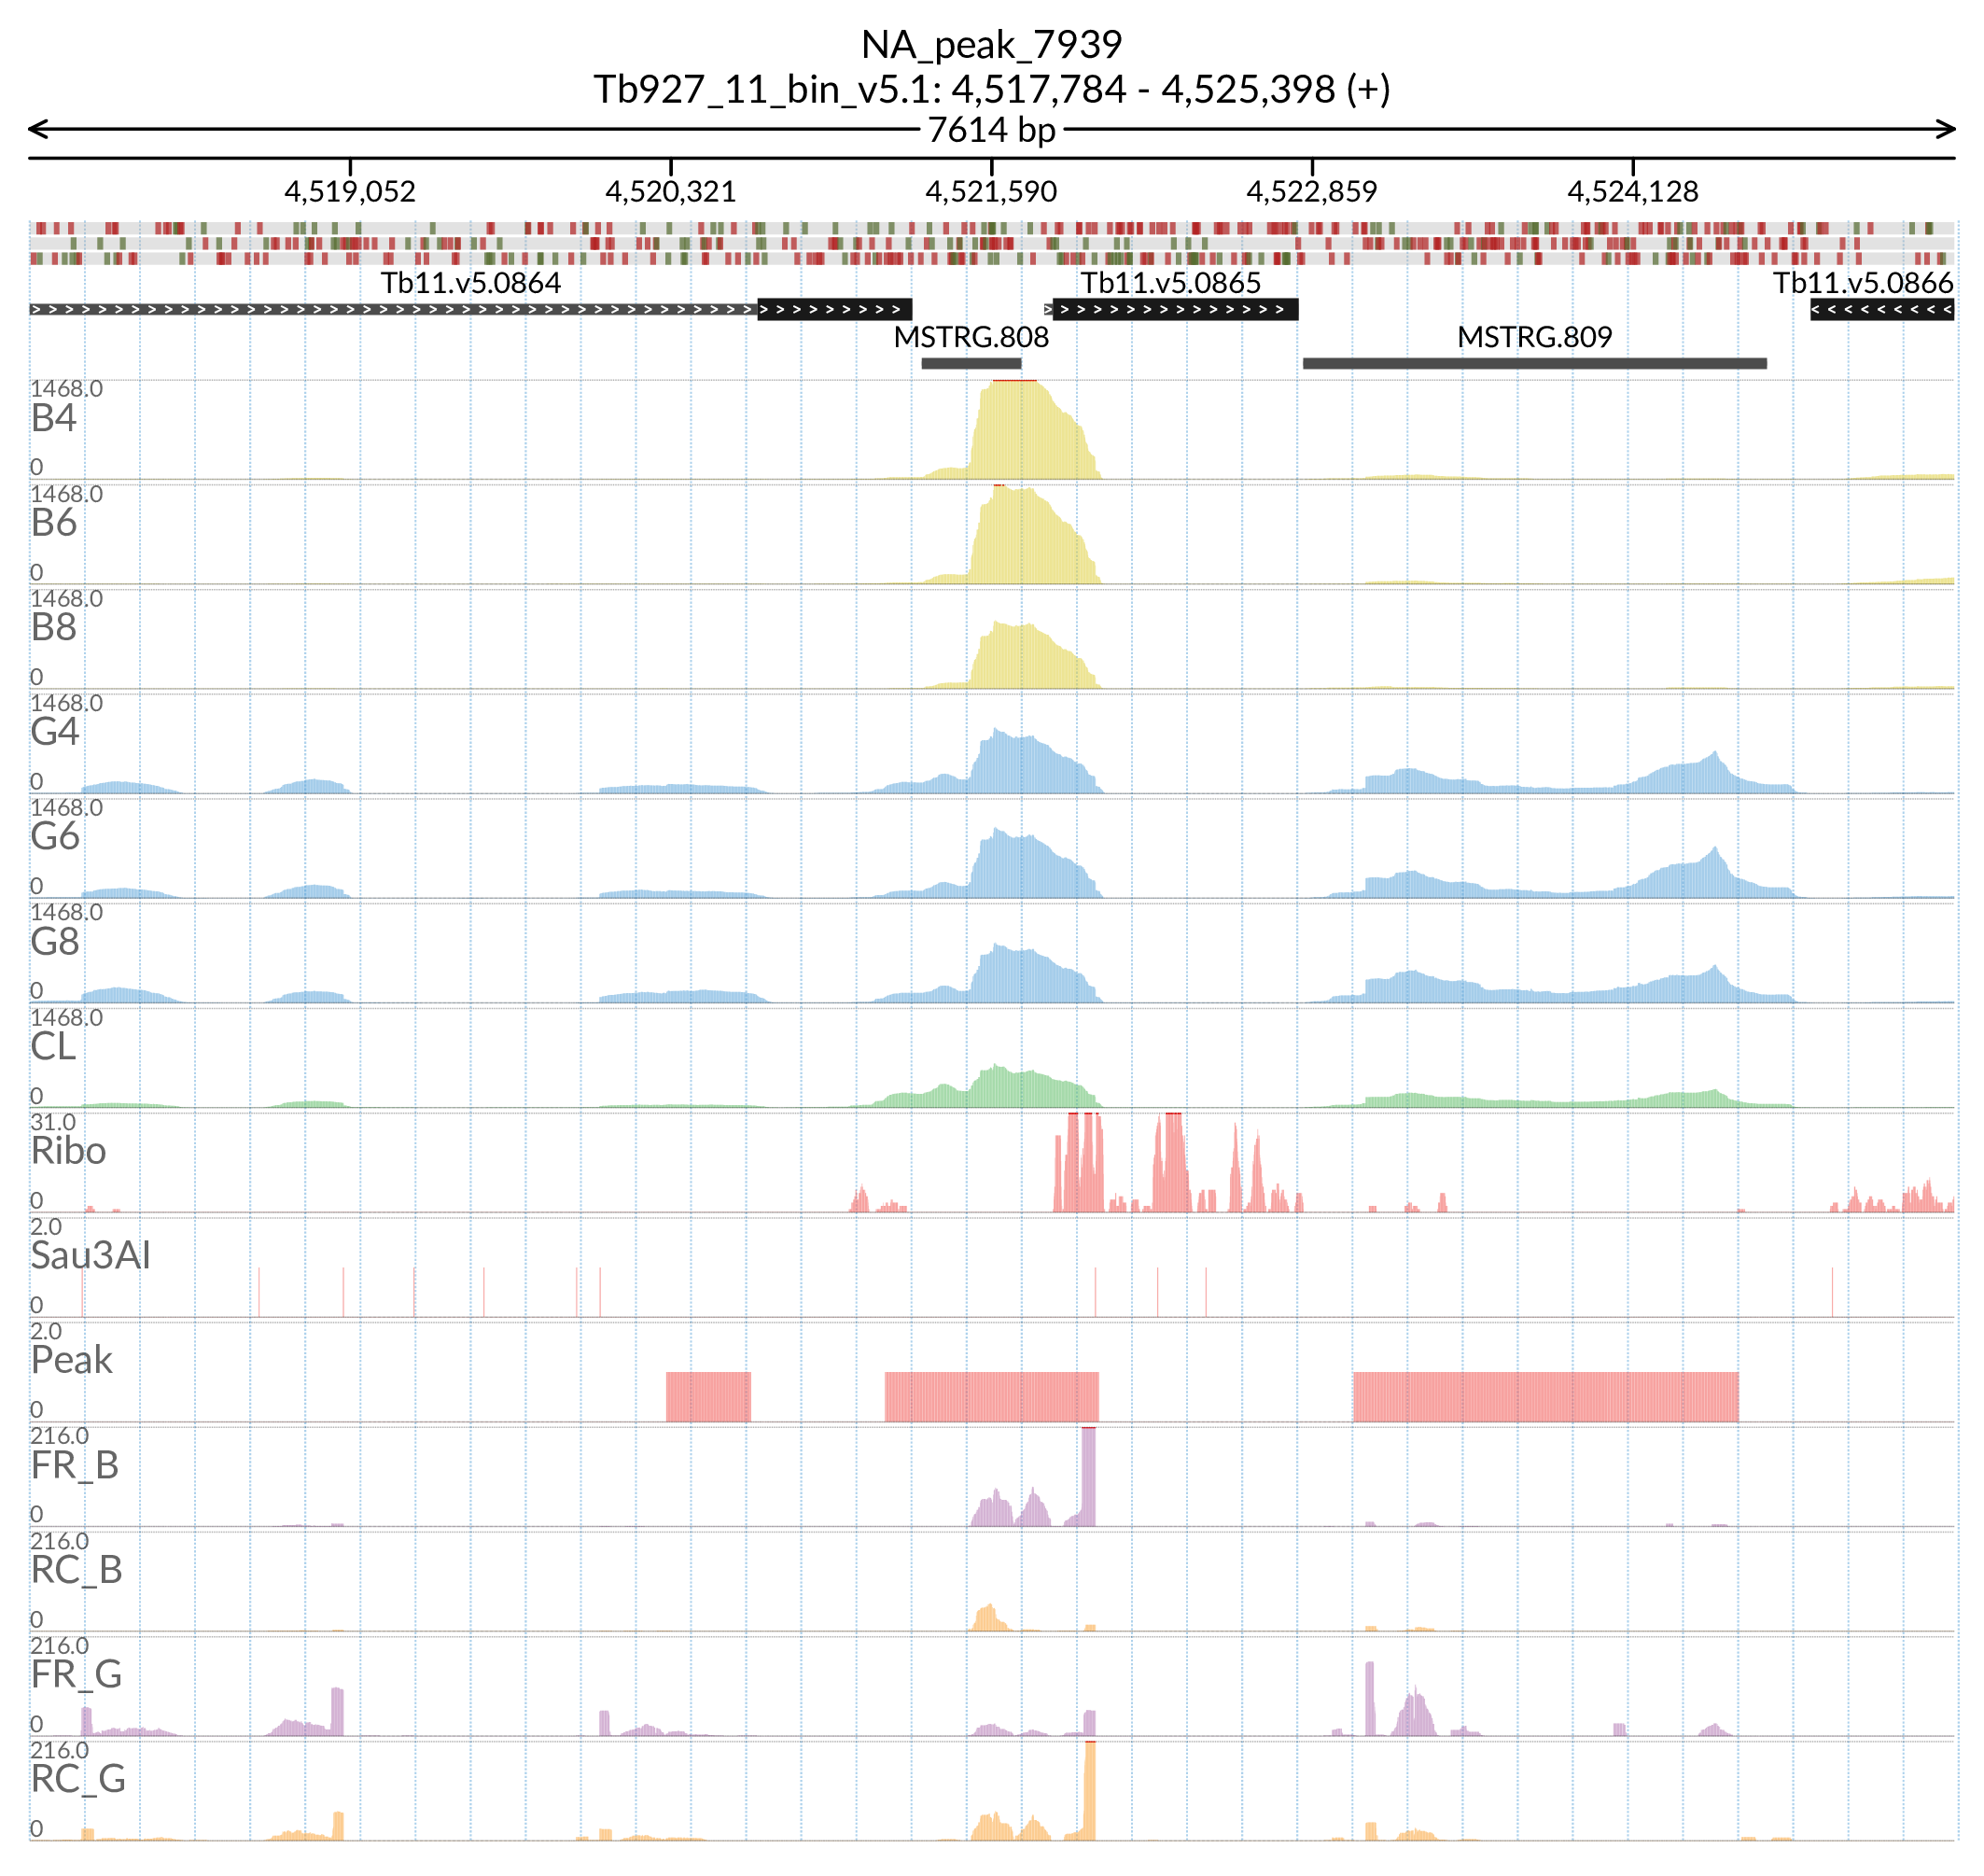 NA_peak_7939
Tb927_11_bin_v5.1: 4,517,784 - 4,525,398 (+)
7614 bp
4,519,052 4,520,321 4,521,590 4,522,859 4,524,128
Tb11.v5.0864 Tb11.v5.0865 Tb11.v5.0866
MSTRG.808 MSTRG.809
1468.0
B4
0
1468.0
B6
0
1468.0
B8
0
1468.0
G4
0
1468.0
G6
0
1468.0
G8
0
1468.0
CL
0
31.0
Ribo
0
2.0
Sau3AI
0
2.0
Peak
0
216.0
FR_B
0
216.0
RC_B
0
216.0
FR_G
0
216.0
RC_G
0